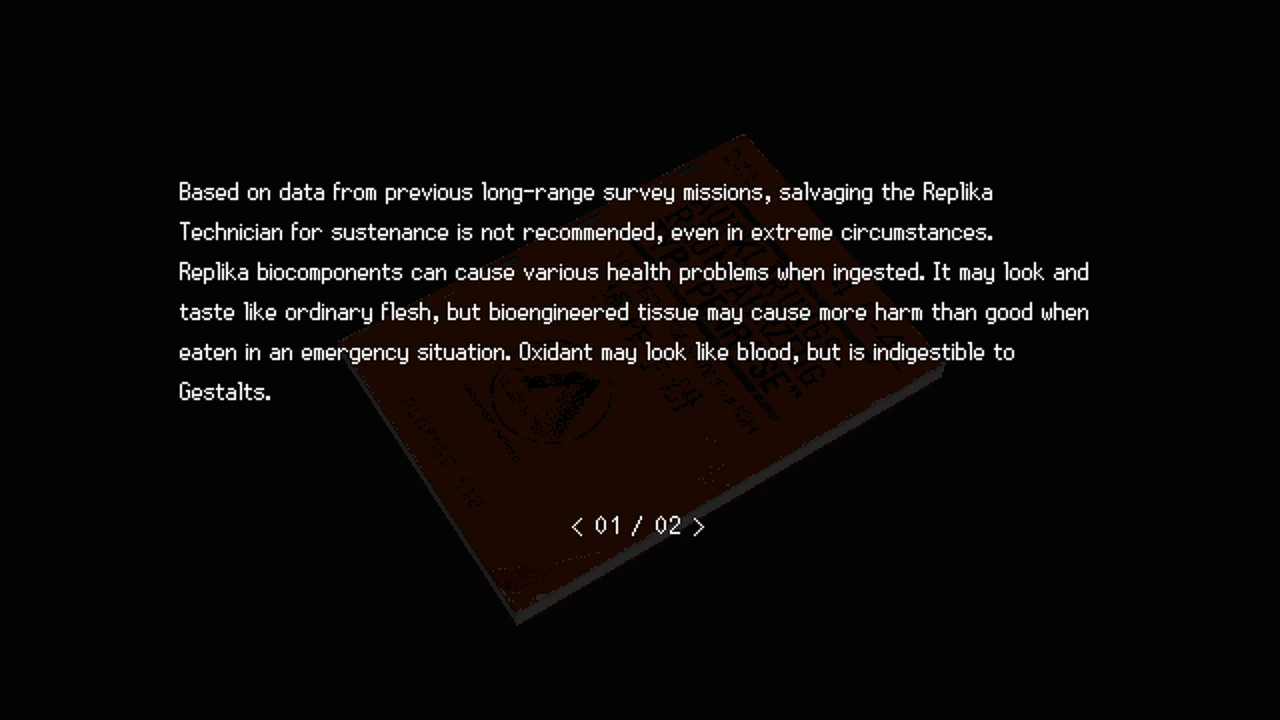 Based on data from previous long-range survey missions, salvaging the Replika
Technician for sustenance is not recommended, even in extreme circumstances.
Replika biocomponents can cause various health problems when ingested. It may look and
taste like ordinary flesh, but bioengineered tissue may cause more harm than good when
eaten in an emergency situation. Oxidant may look like blood, but is indigestible to
Gestalts.
< 01 / 02 >